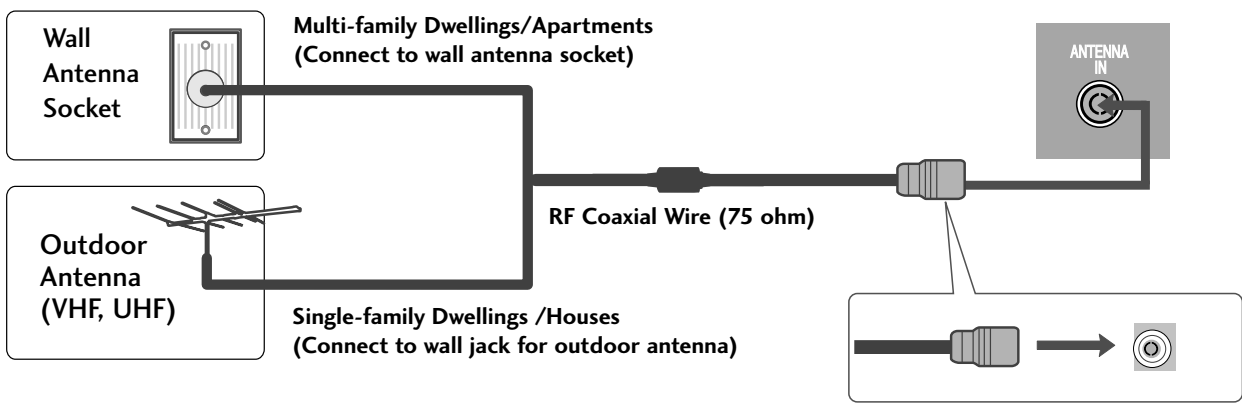 Wall
Antenna
Socket
Multi-family Dwellings/Apartments
(Connect to wall antenna socket)
ANTENNA
IN
RF Coaxial Wire (75 ohm)
Outdoor
Antenna
(VHF, UHF)
Single-family Dwellings /Houses
(Connect to wall jack for outdoor antenna)